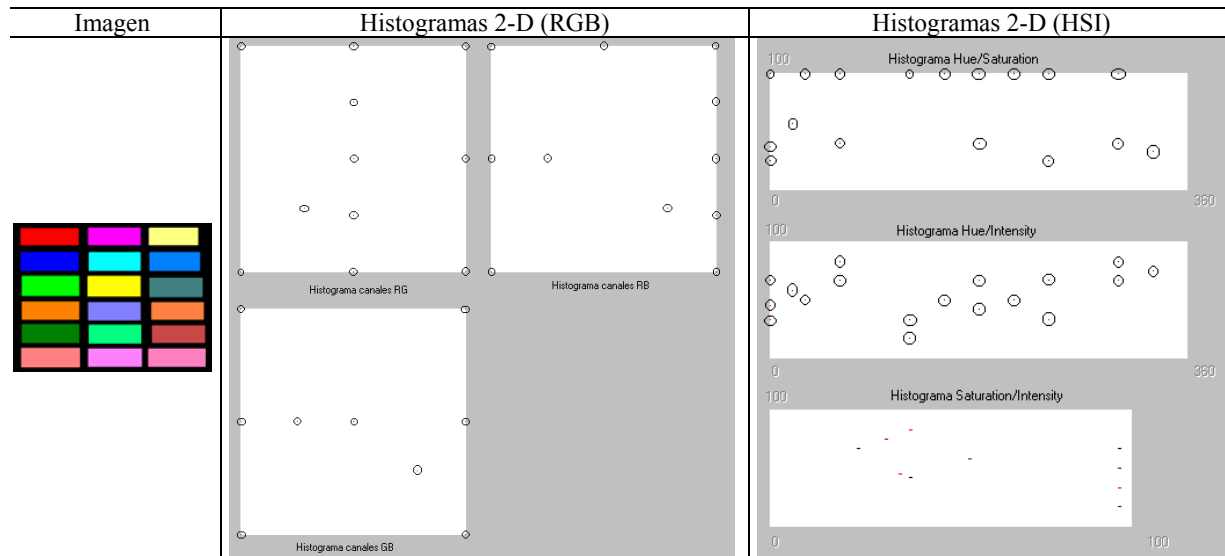 Imagen
Histogramas 2-D (RGB)
Histogramas 2-D (HSI)
Histograma canales RG
Histograma canales RB
Histograma canales GB
100
Histograma Hue/Saturation
0
360
100
Histograma Hue/Intensity
0
360
100
Histograma Saturation/Intensity
0
100